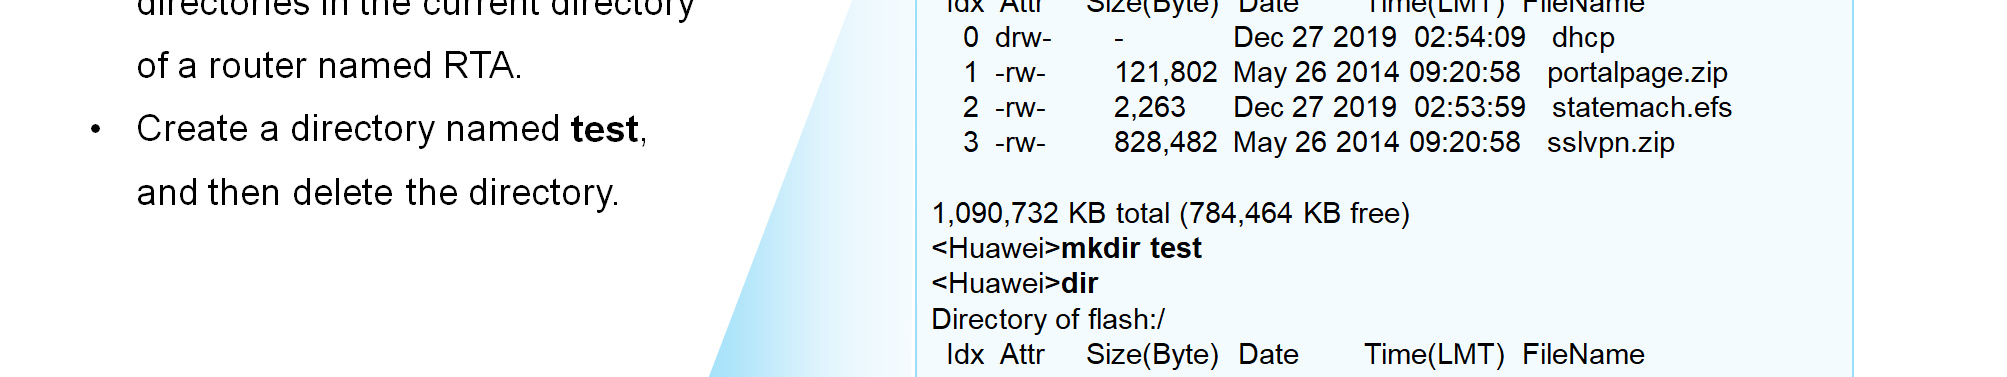 directories in the current directory
of a router named RTA.
• Create a directory named test,
and then delete the directory.
Idx Attr Size(Byte) Date Time(LMT) FileName
0 drw- - Dec 27 2019 02:54:09 dhcp
1 -rw- 121,802 May 26 2014 09:20:58 portalpage.zip
2 -rw- 2,263 Dec 27 2019 02:53:59 statemach.efs
3 -rw- 828,482 May 26 2014 09:20:58 sslvpn.zip
1,090,732 KB total (784,464 KB free)
<Huawei>mkdir test
<Huawei>dir
Directory of flash:/
Idx Attr Size(Byte) Date Time(LMT) FileName